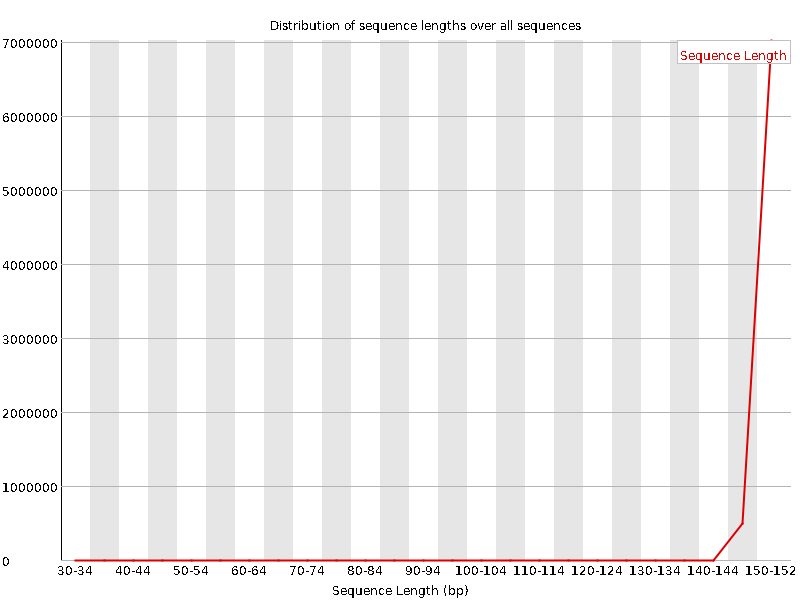 Distribution of sequence lengths over all sequences
Sequence Length
7000000
6000000
5000000
4000000
3000000
2000000
1000000
0
30-34 40-44 50-54 60-64 70-74 80-84 90-94 100-104 110-114 120-124 130-134 140-144 150-152
Sequence Length (bp)